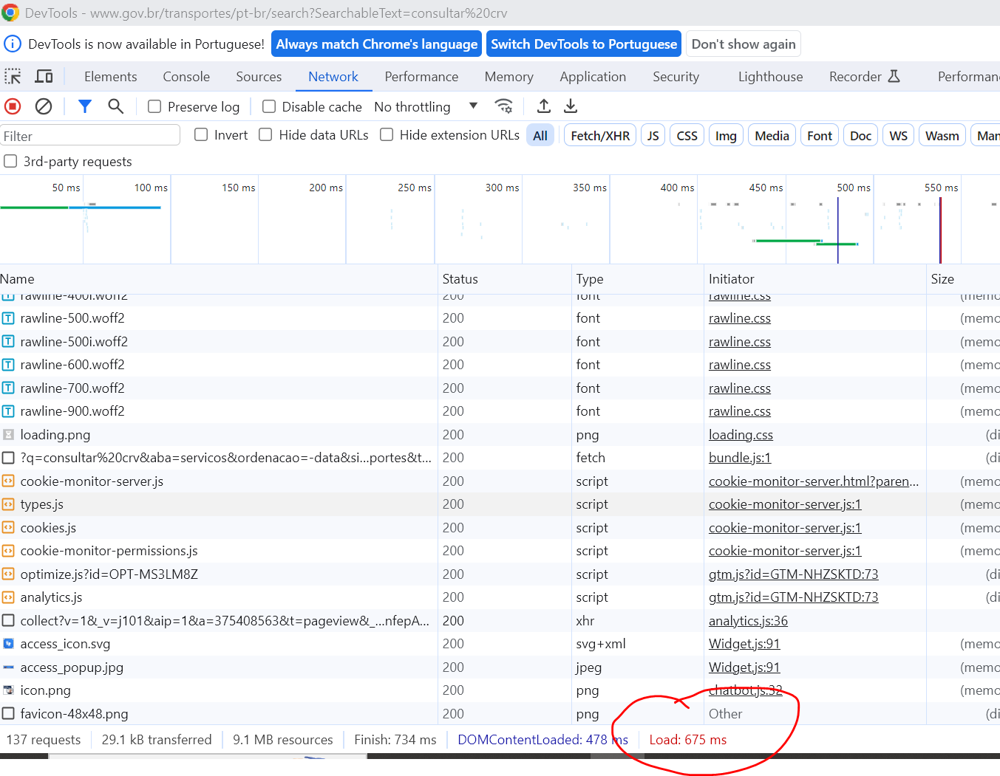 DevTools - www.gov.br/transportes/pt-br/search?SearchableText=consultar%20crv
DevTools is now available in Portuguese! Always match Chrome's language Switch DevTools to Portuguese Don't show again
Elements Console Sources Network Performance Memory Application Security Lighthouse Recorder Performan
Preserve log Disable cache No throttling
Filter Invert Hide data URLs Hide extension URLs All Fetch/XHR JS CSS Img Media Font Doc WS Wasm Man
3rd-party requests
50 ms 100 ms 150 ms 200 ms 250 ms 300 ms 350 ms 400 ms 450 ms 500 ms 550 ms
Name Status Type Initiator Size
rawline-400i.woff2 200 font rawline.css (memo
rawline-500.woff2 200 font rawline.css (memo
rawline-500i.woff2 200 font rawline.css (memo
rawline-600.woff2 200 font rawline.css (memo
rawline-700.woff2 200 font rawline.css (memo
rawline-900.woff2 200 font rawline.css (memo
loading.png 200 png loading.css (di
?q=consultar%20crv&aba=servicos&ordenacao=-data&si...portes&t... 200 fetch bundle.js:1 (di
cookie-monitor-server.js 200 script cookie-monitor-server.html?paren... (memo
types.js 200 script cookie-monitor-server.js:1 (memo
cookies.js 200 script cookie-monitor-server.js:1 (memo
cookie-monitor-permissions.js 200 script cookie-monitor-server.js:1 (memo
optimize.js?id=OPT-MS3LM8Z 200 script gtm.js?id=GTM-NHZSKTD:73 (di
analytics.js 200 script gtm.js?id=GTM-NHZSKTD:73 (di
collect?v=1&_v=j101&aip=1&a=375408563&t=pageview&_...nfepA... 200 xhr analytics.js:36
access_icon.svg 200 svg+xml Widget.js:91 (memo
access_popup.jpg 200 jpeg Widget.js:91 (memo
icon.png 200 png chatbot.js:32 (memo
favicon-48x48.png 200 png Other (di
137 requests 29.1 kB transferred 9.1 MB resources Finish: 734 ms DOMContentLoaded: 478 ms Load: 675 ms